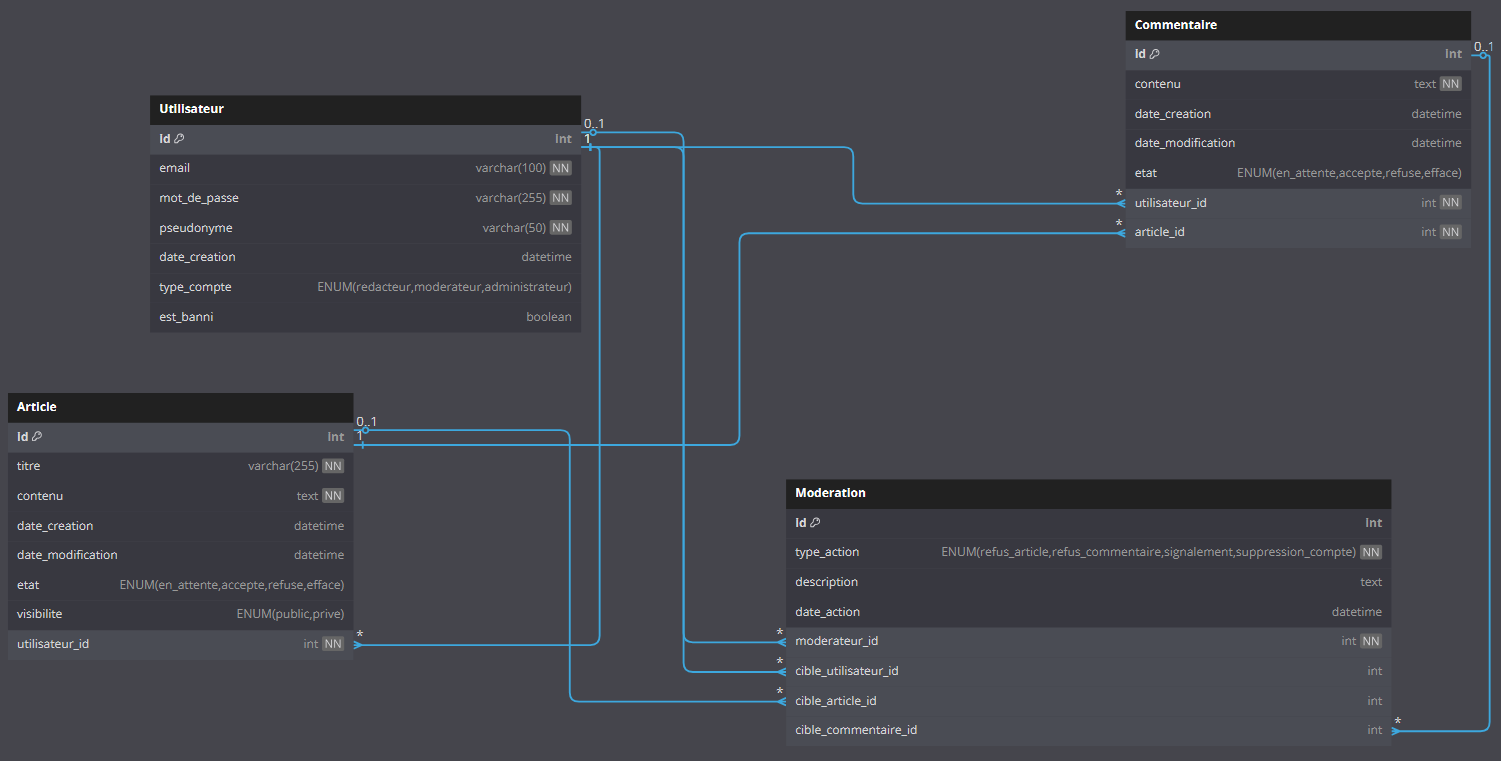 Utilisateur
id int
email varchar(100) NN
mot_de_passe varchar(255) NN
pseudonyme varchar(50) NN
date_creation datetime
type_compte ENUM(redacteur,moderateur,administrateur)
est_banni boolean
0..1
1
Commentaire
id int
contenu text NN
date_creation datetime
date_modification datetime
etat ENUM(en_attente,accepte,refuse,efface)
* utilisateur_id int NN
* article_id int NN
0..1
Article
id int
titre varchar(255) NN
contenu text NN
date_creation datetime
date_modification datetime
etat ENUM(en_attente,accepte,refuse,efface)
visibilite ENUM(public,prive)
utilisateur_id int NN *
0..1
1
Moderation
id int
type_action ENUM(refus_article,refus_commentaire,signalement,suppression_compte) NN
description text
date_action datetime
* moderateur_id int NN
* cible_utilisateur_id int
* cible_article_id int
cible_commentaire_id int *